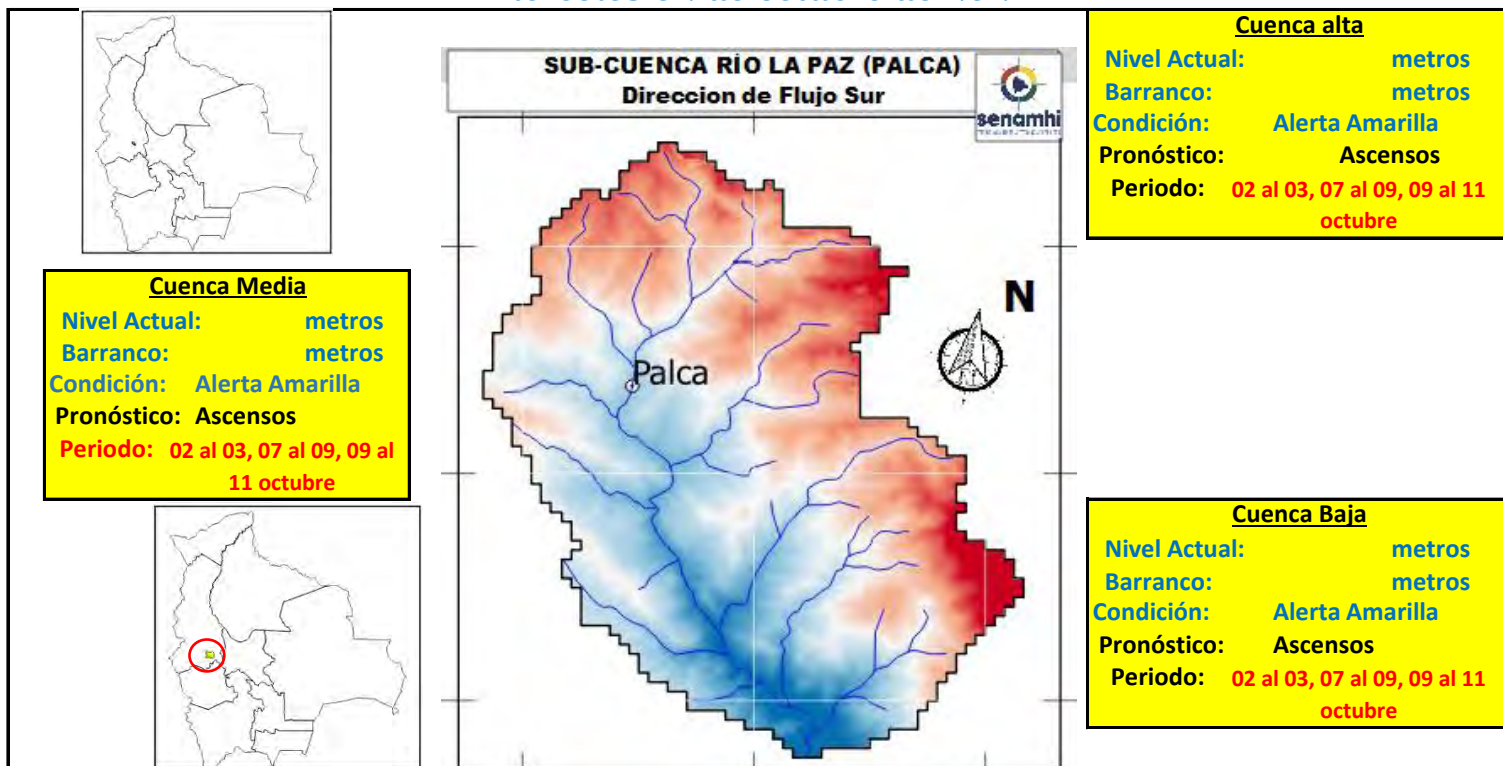 SUB-CUENCA RÍO LA PAZ (PALCA)
Direccion de Flujo Sur
senamhi
Cuenca alta
Nivel Actual: metros
Barranco: metros
Condición: Alerta Amarilla
Pronóstico: Ascensos
Periodo: 02 al 03, 07 al 09, 09 al 11
octubre
Cuenca Media
Nivel Actual: metros
Barranco: metros
Condición: Alerta Amarilla
Pronóstico: Ascensos
Periodo: 02 al 03, 07 al 09, 09 al
11 octubre
N
Palca
Cuenca Baja
Nivel Actual: metros
Barranco: metros
Condición: Alerta Amarilla
Pronóstico: Ascensos
Periodo: 02 al 03, 07 al 09, 09 al 11
octubre